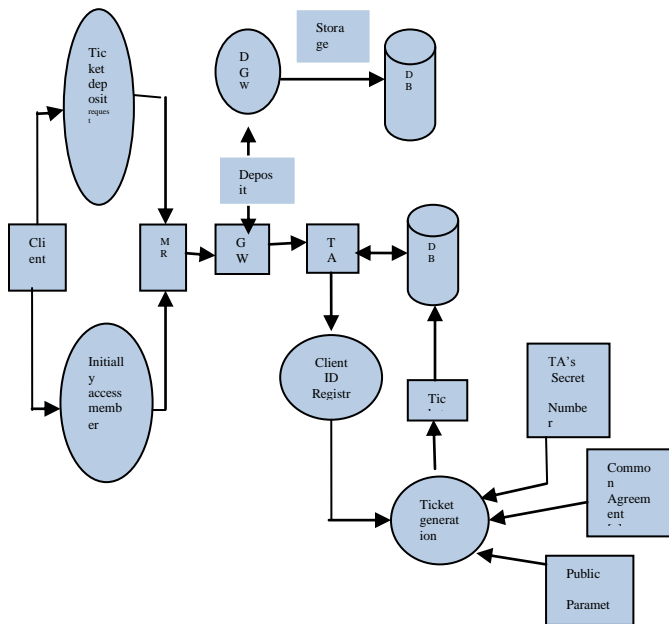 Tic
ket
dep
osit
reques
t
D
G
W
Stora
ge
D
B
Depos
it
Cli
ent
M
R
G
W
T
A
D
B
Initiall
y
access
memb
er
Client
ID
Registr
Tic
TA's
Secret
Numbe
r
Commo
n
Agreem
ent
Ticket
generat
ion
Public
Paramet